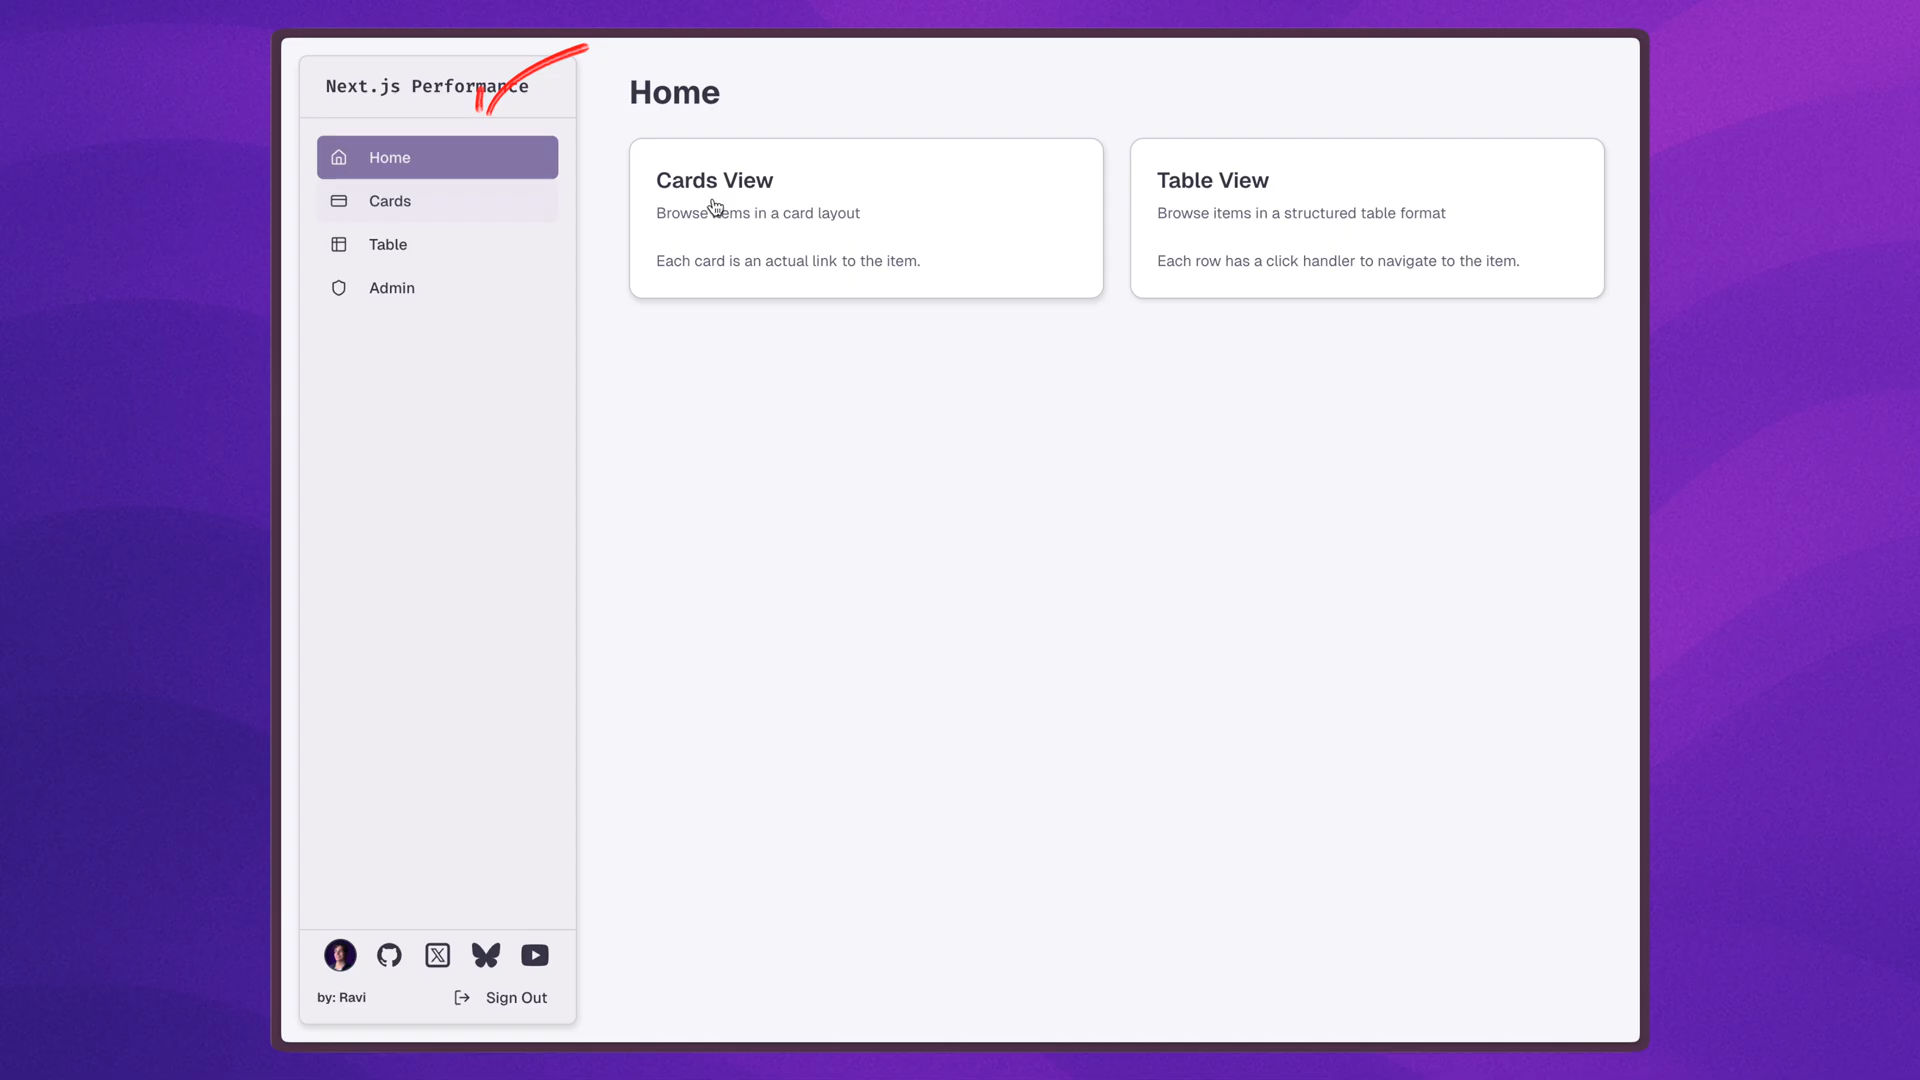 Next.js Performance
Home
Cards
Table
Admin
by: Ravi
Sign Out
Home
Cards View
Browse items in a card layout
Each card is an actual link to the item.
Table View
Browse items in a structured table format
Each row has a click handler to navigate to the item.